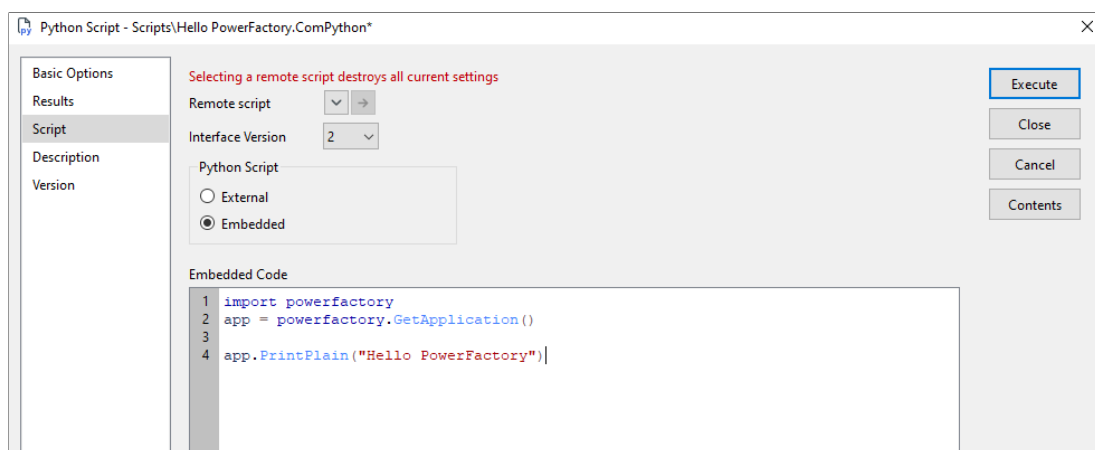 Python Script - Scripts\Hello PowerFactory.ComPython*
Basic Options
Results
Script
Description
Version
Selecting a remote script destroys all current settings
Remote script
Interface Version 2
Python Script
External
Embedded
Embedded Code
1 import powerfactory
2 app = powerfactory.GetApplication()
3
4 app.PrintPlain("Hello PowerFactory")
Execute
Close
Cancel
Contents